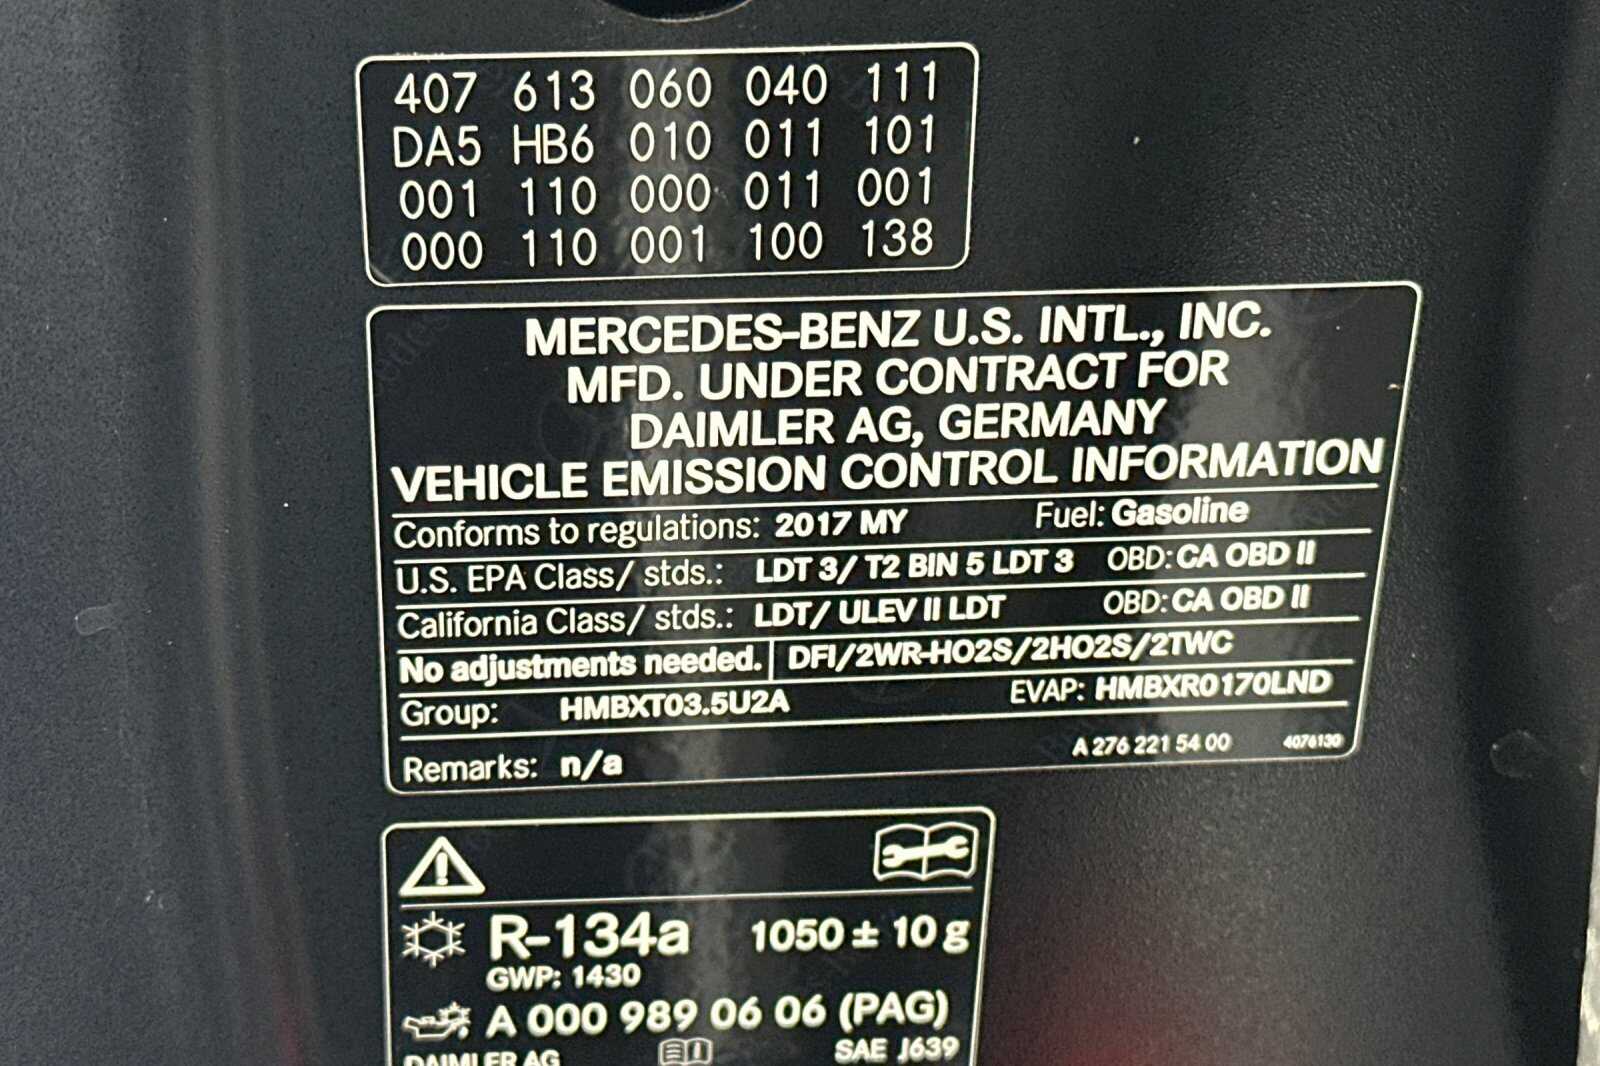 407 613 060 040 111
DA5 HB6 010 011 101
001 110 000 011 001
000 110 001 100 138
MERCEDES-BENZ U.S. INTL., INC.
MFD. UNDER CONTRACT FOR
DAIMLER AG, GERMANY
VEHICLE EMISSION CONTROL INFORMATION
Conforms to regulations: 2017 MY Fuel: Gasoline
U.S. EPA Class/ stds.: LDT 3/ T2 BIN 5 LDT 3 OBD: CA OBD II
California Class/ stds.: LDT/ ULEV II LDT OBD: CA OBD II
No adjustments needed. DFI/2WR-HO2S/2HO2S/2TWC
Group: HMBXT03.5U2A EVAP: HMBXR0170LND
Remarks: n/a A 276 221 54 00 4076130
R-134a 1050 ± 10 g
GWP: 1430
A 000 989 06 06 (PAG)
DAIMLER AG SAE J639